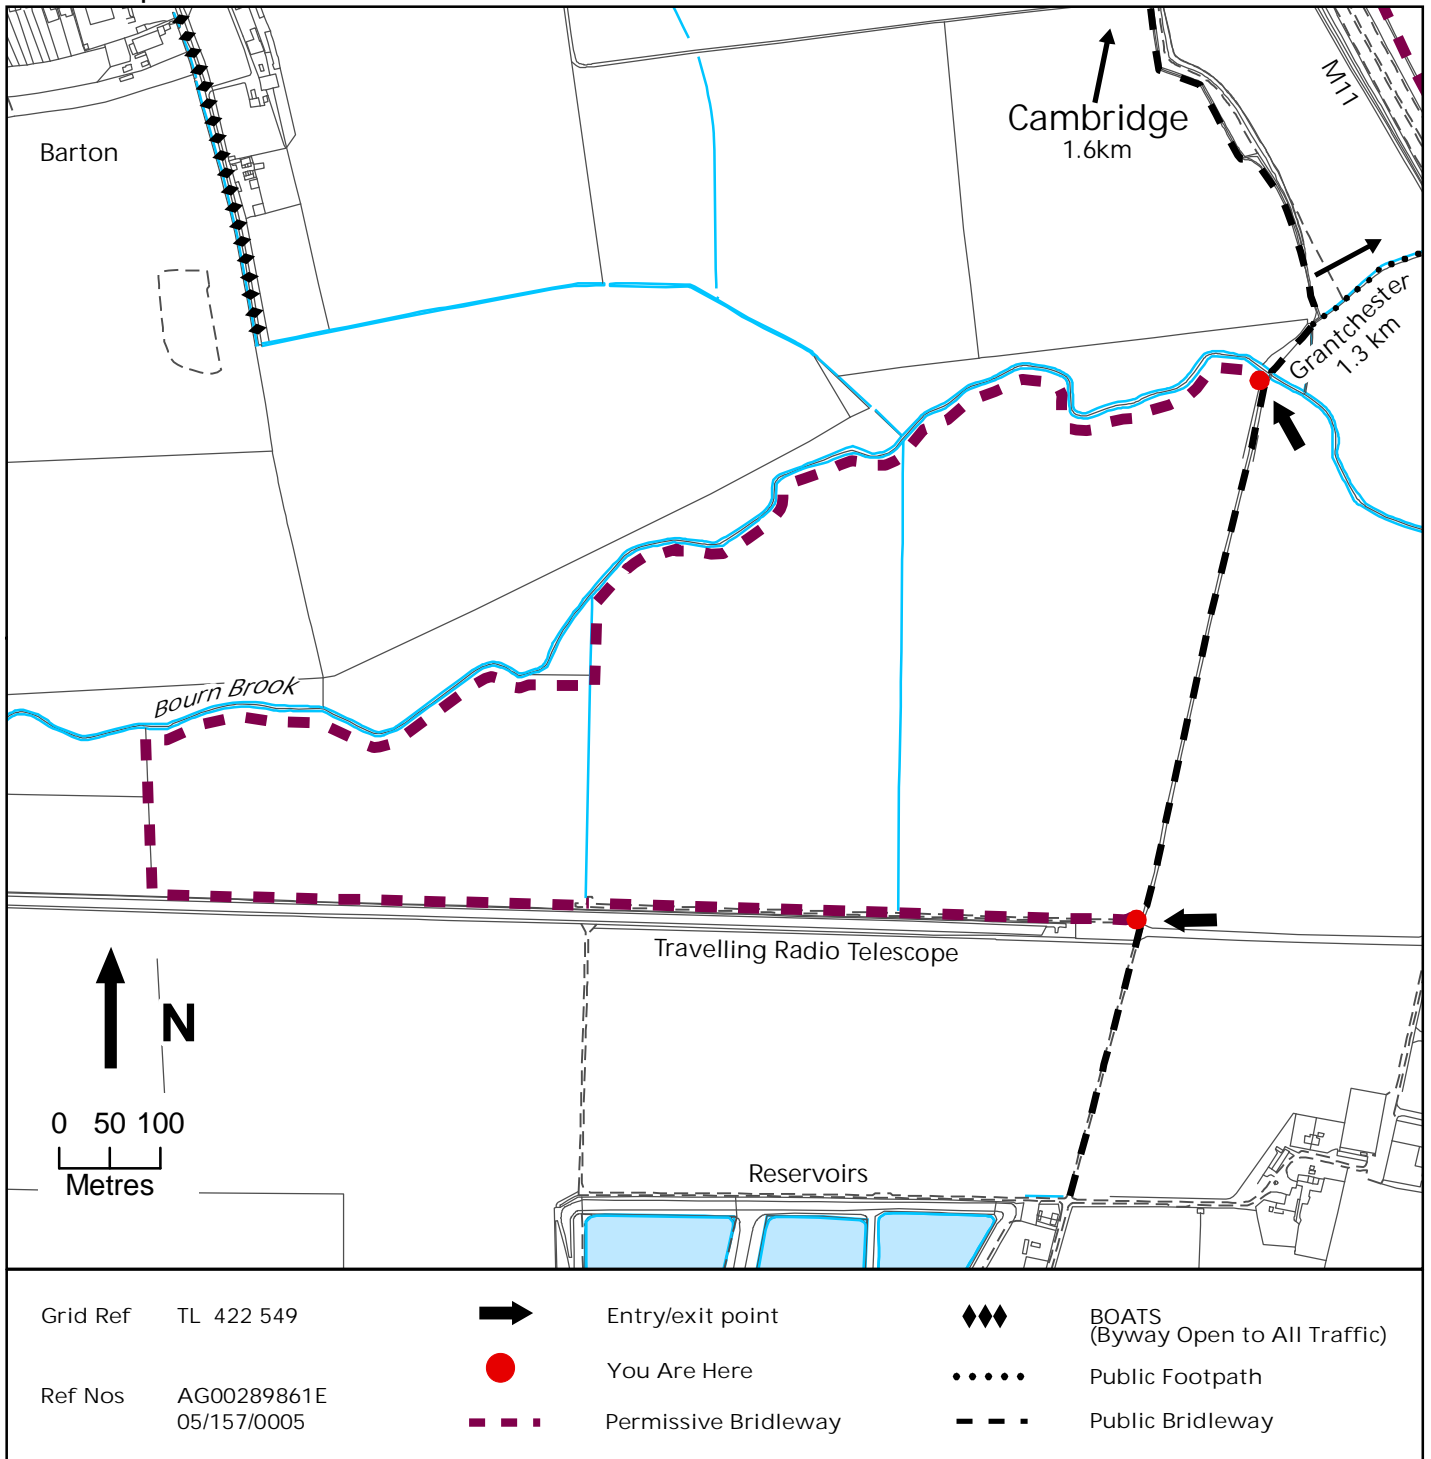 Barton
Cambridge
1.6km
M11
Grantchester
1.3 km
Bourn Brook
Travelling Radio Telescope
N
0 50 100
Metres
Reservoirs
Grid Ref TL 422 549
Ref Nos AG00289861E
05/157/0005
Entry/exit point
You Are Here
Permissive Bridleway
BOATS
(Byway Open to All Traffic)
Public Footpath
Public Bridleway